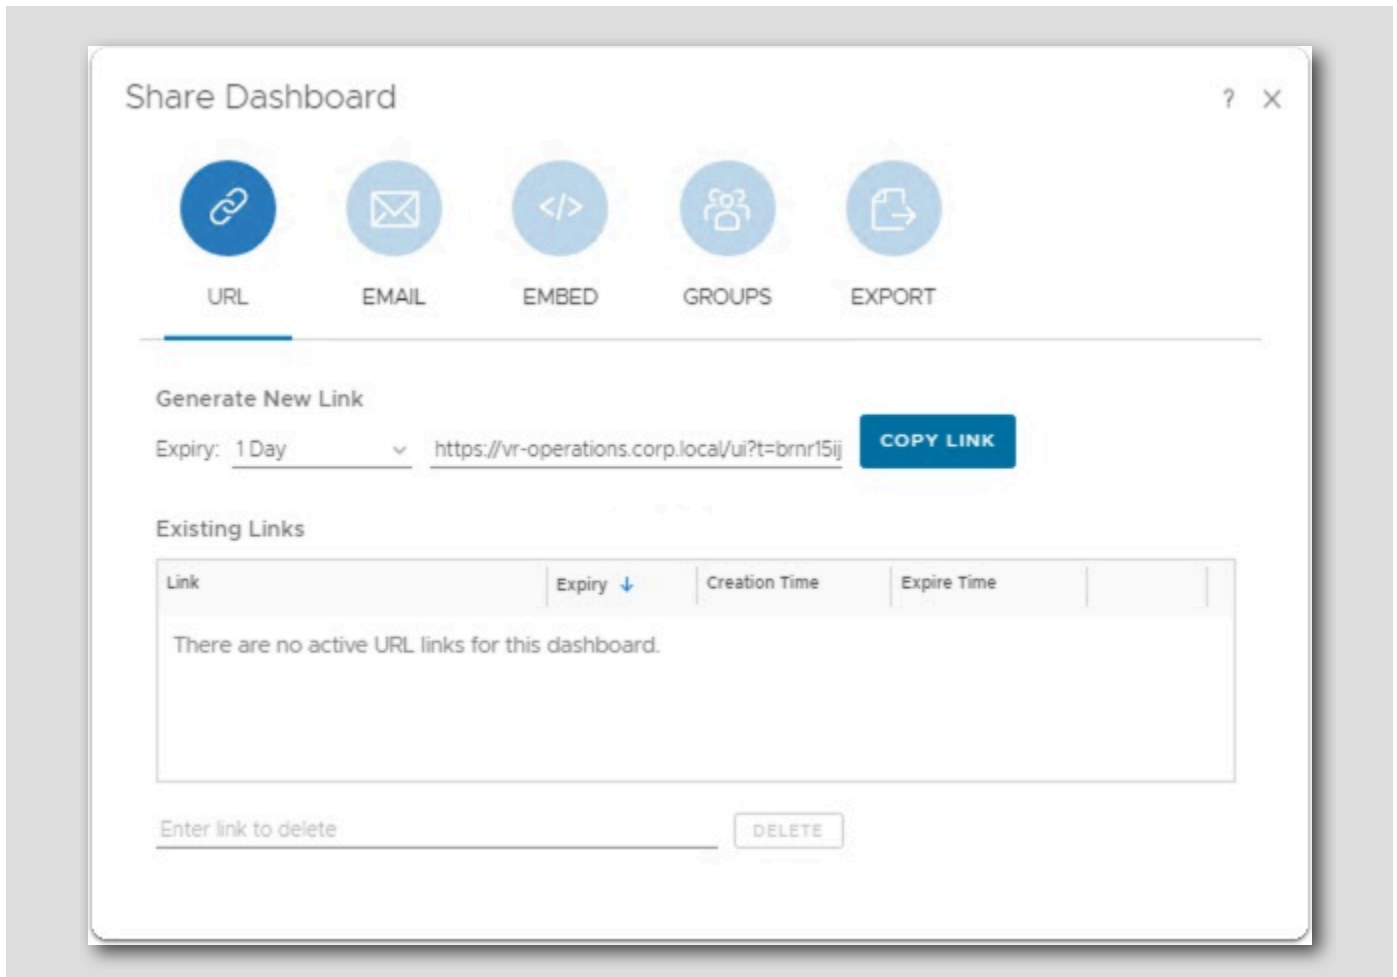 Share Dashboard ? ×
</>
URL EMAIL EMBED GROUPS EXPORT
Generate New Link
Expiry: 1 Day https://vr-operations.corp.local/ui?t=brnr15ij COPY LINK
Existing Links
Link Expiry ↓ Creation Time Expire Time
There are no active URL links for this dashboard.
Enter link to delete DELETE